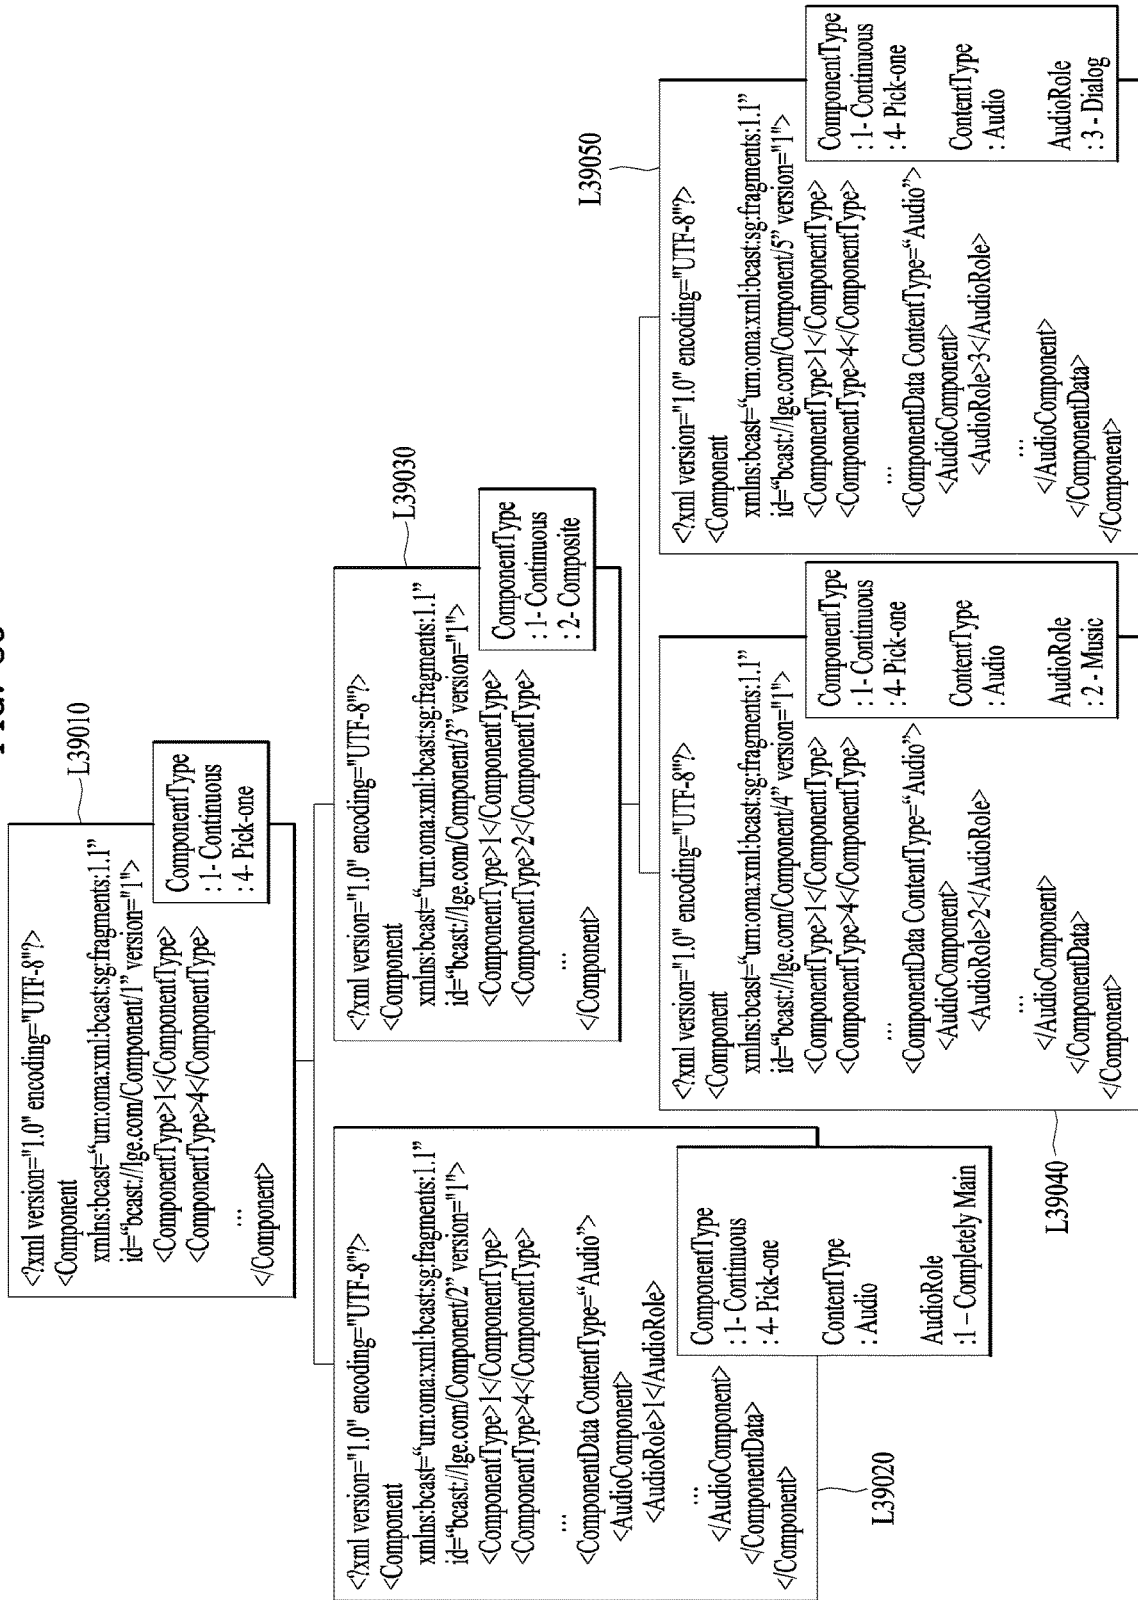 L39010
<?xml version="1.0" encoding="UTF-8"?>
<Component
xmlns:bcast=“urn:oma:xml:bcast:sg:fragments:1.1”
id=“bcast://lge.com/Component/1” version="1">
<ComponentType>1</ComponentType>
<ComponentType>4</ComponentType>
...
</Component>
ComponentType
: 1- Continuous
: 4- Pick-one
<?xml version="1.0" encoding="UTF-8"?>
<Component
xmlns:bcast=“urn:oma:xml:bcast:sg:fragments:1.1”
id=“bcast://lge.com/Component/2” version="1">
<ComponentType>1</ComponentType>
<ComponentType>4</ComponentType>
...
<ComponentData ContentType=“Audio”>
<AudioComponent>
<AudioRole>1</AudioRole>
...
</AudioComponent>
</ComponentData>
</Component>
ComponentType
: 1- Continuous
: 4- Pick-one
ContentType
: Audio
AudioRole
:1 – Completely Main
L39020
L39030
<?xml version="1.0" encoding="UTF-8"?>
<Component
xmlns:bcast=“urn:oma:xml:bcast:sg:fragments:1.1”
id=“bcast://lge.com/Component/3” version="1">
<ComponentType>1</ComponentType>
<ComponentType>2</ComponentType>
...
</Component>
ComponentType
: 1- Continuous
: 2- Composite
<?xml version="1.0" encoding="UTF-8"?>
<Component
xmlns:bcast=“urn:oma:xml:bcast:sg:fragments:1.1”
id=“bcast://lge.com/Component/4” version="1">
<ComponentType>1</ComponentType>
<ComponentType>4</ComponentType>
...
<ComponentData ContentType=“Audio”>
<AudioComponent>
<AudioRole>2</AudioRole>
...
</AudioComponent>
</ComponentData>
</Component>
ComponentType
: 1- Continuous
: 4- Pick-one
ContentType
: Audio
AudioRole
: 2 - Music
L39040
L39050
<?xml version="1.0" encoding="UTF-8"?>
<Component
xmlns:bcast=“urn:oma:xml:bcast:sg:fragments:1.1”
id=“bcast://lge.com/Component/5” version="1">
<ComponentType>1</ComponentType>
<ComponentType>4</ComponentType>
...
<ComponentData ContentType=“Audio”>
<AudioComponent>
<AudioRole>3</AudioRole>
...
</AudioComponent>
</ComponentData>
</Component>
ComponentType
: 1- Continuous
: 4- Pick-one
ContentType
: Audio
AudioRole
: 3 - Dialog